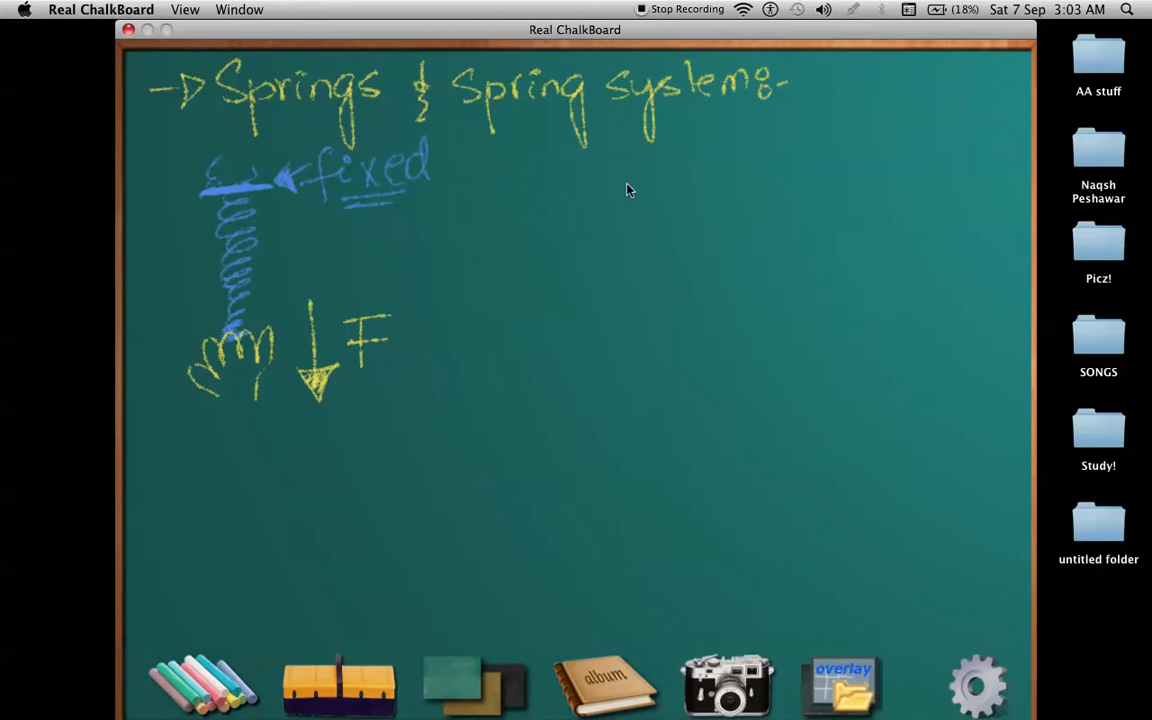 Real ChalkBoard View Window Stop Recording (18%) Sat 7 Sep 3:03 AM
Real ChalkBoard
→ Springs & Spring system:-
fixed
F
AA stuff
Naqsh
Peshawar
Picz!
SONGS
Study!
untitled folder
album
overlay